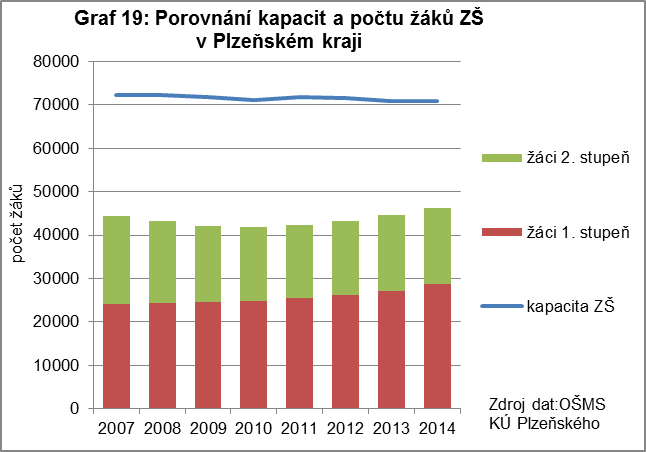 Graf 19: Porovnání kapacit a počtu žáků ZŠ
v Plzeňském kraji
80000
70000
60000
50000
40000
30000
20000
10000
0
počet žáků
2007 2008 2009 2010 2011 2012 2013 2014
žáci 2. stupeň
žáci 1. stupeň
kapacita ZŠ
Zdroj dat:OŠMS
KÚ Plzeňského